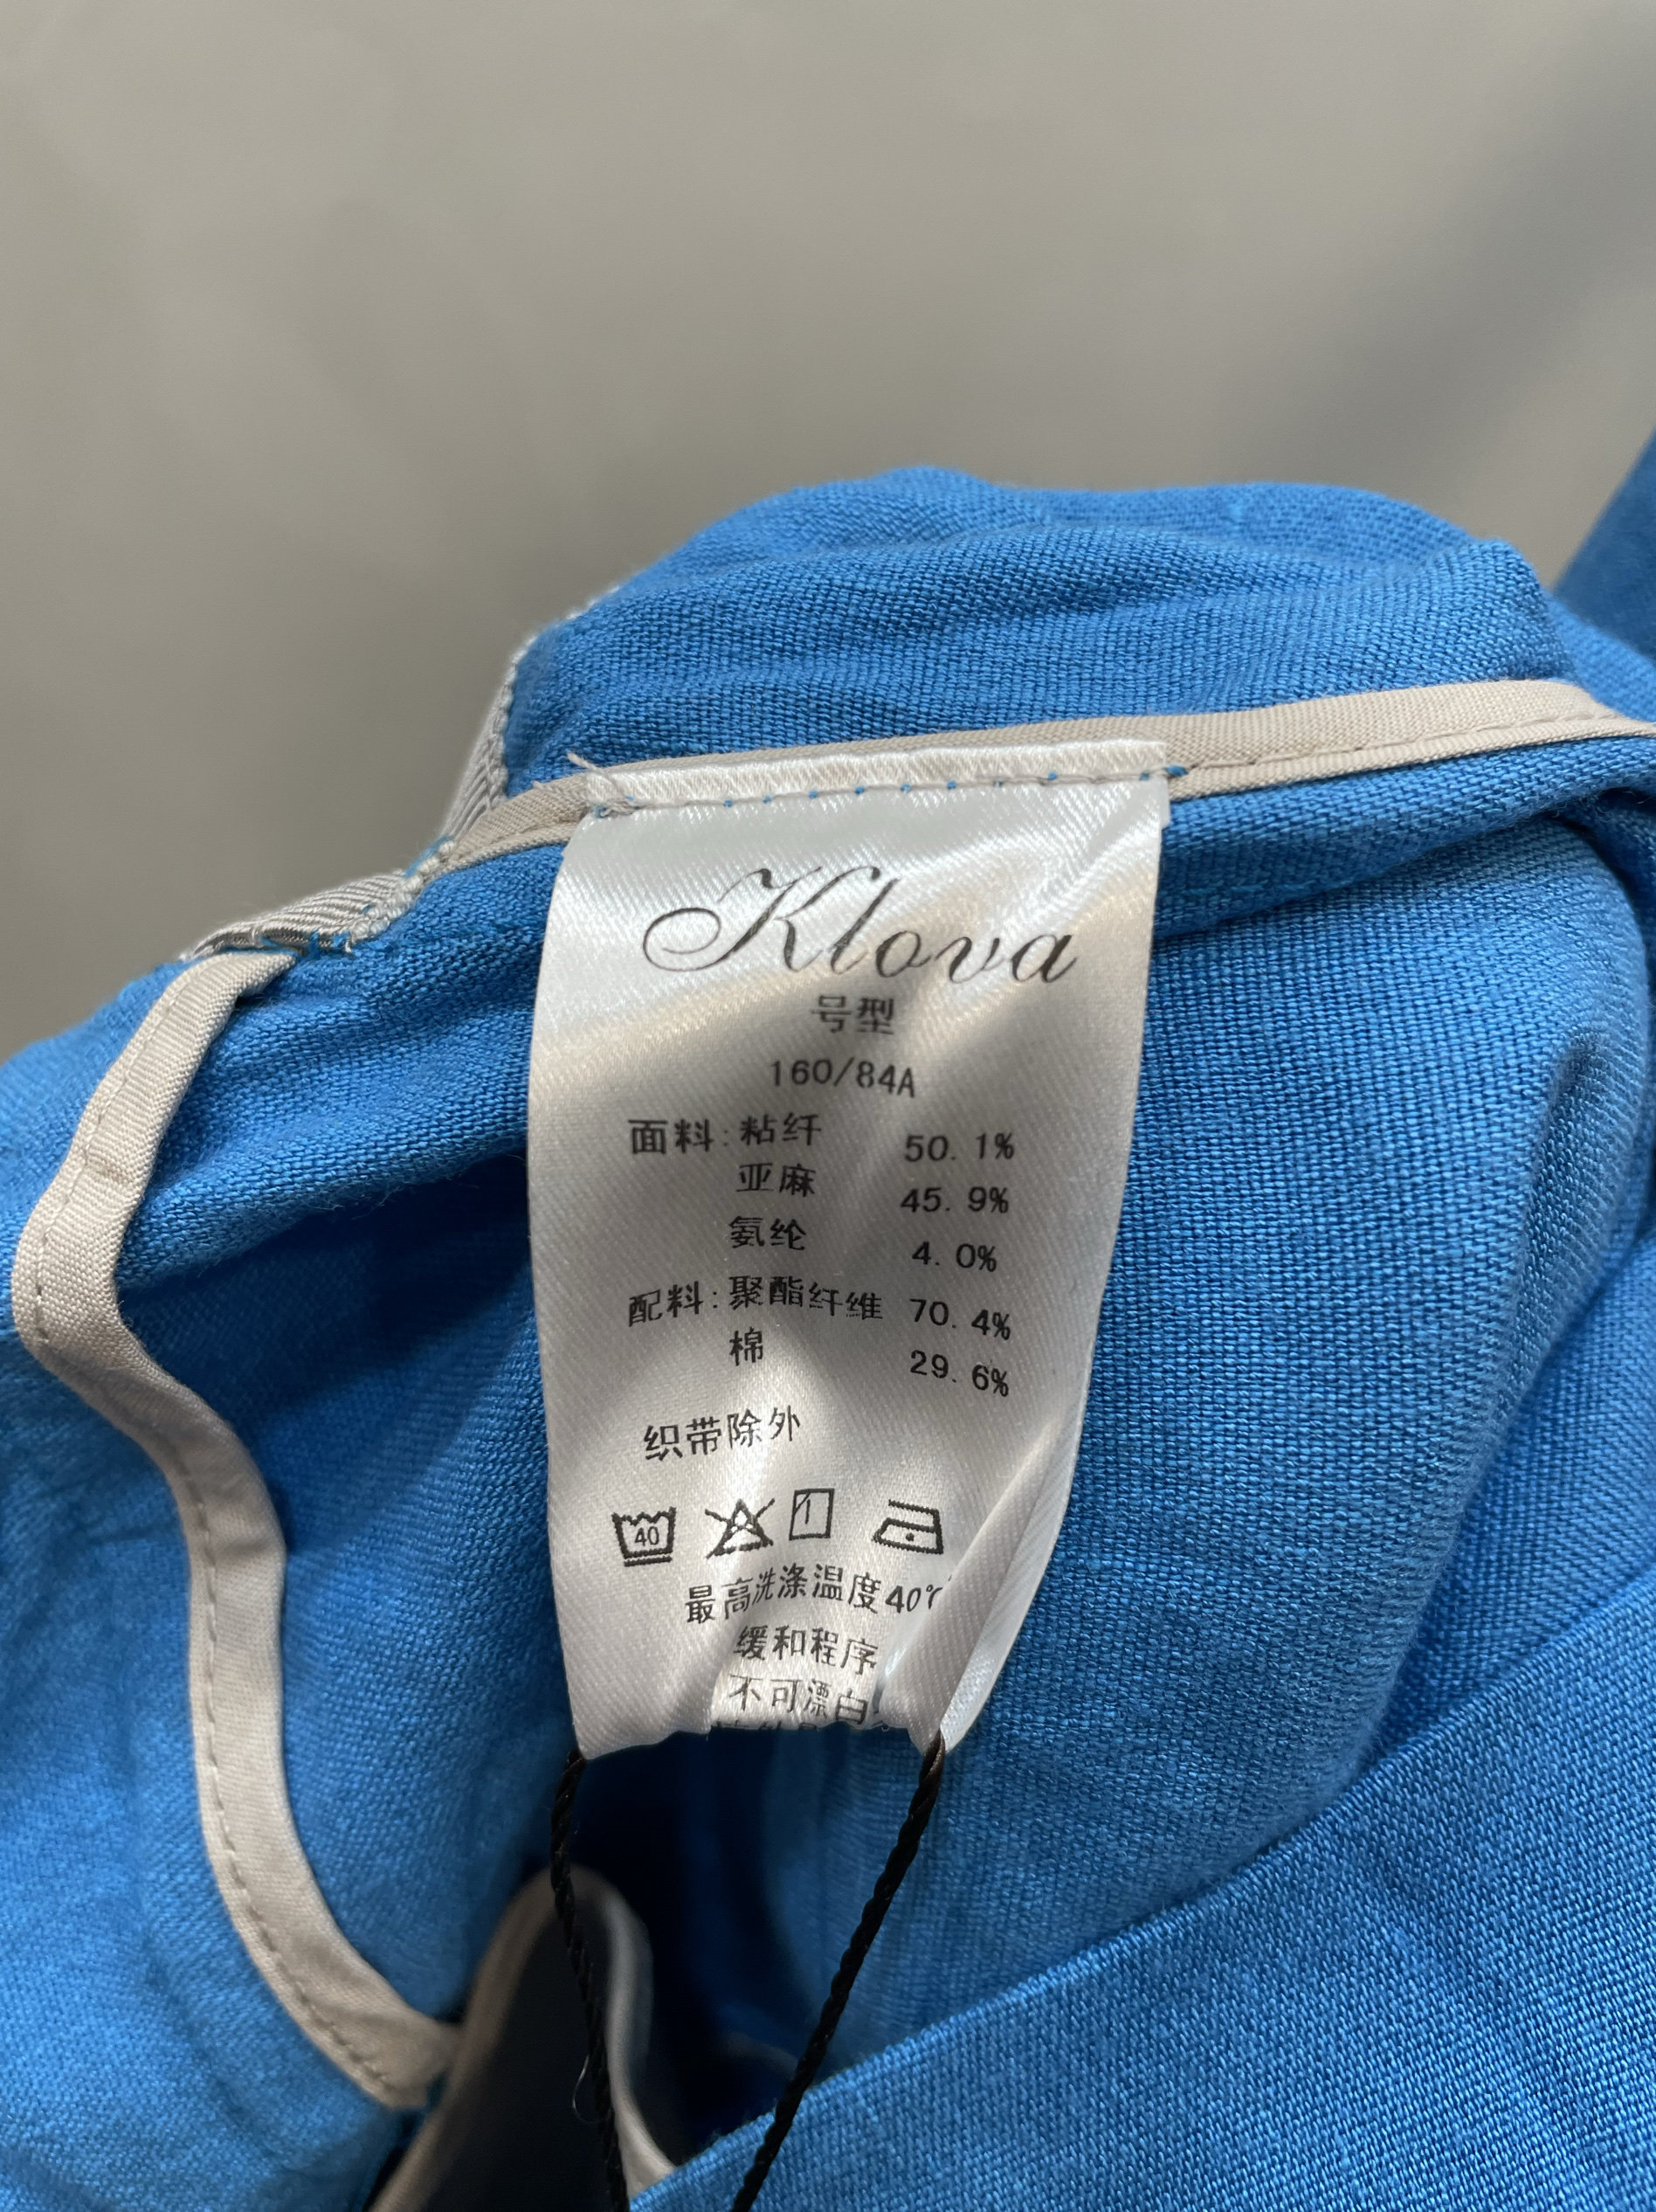 Klova
号型
160/84A
面料:粘纤 50.1%
亚麻 45.9%
氨纶 4.0%
配料:聚酯纤维 70.4%
棉 29.6%
织带除外
40
最高洗涤温度40℃
缓和程序
不可漂白